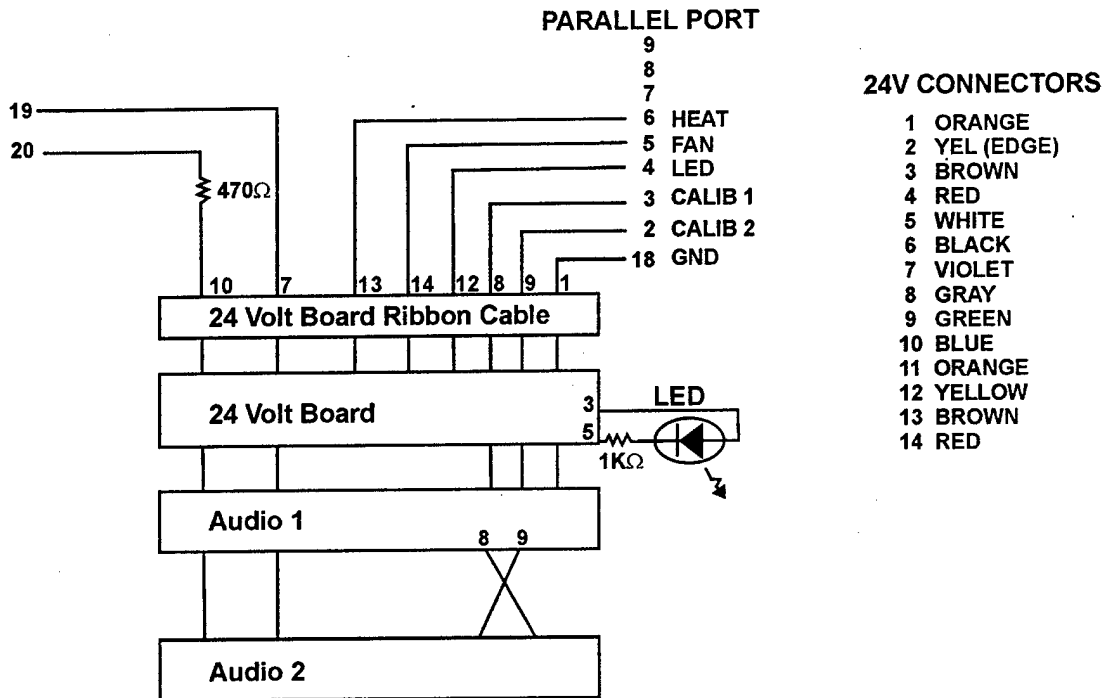 PARALLEL PORT
9
8
7
6 HEAT
5 FAN
4 LED
3 CALIB 1
2 CALIB 2
18 GND
19
20
470Ω
10 7 13 14 12 8 9 1
24 Volt Board Ribbon Cable
24 Volt Board
3
5
LED
1KΩ
Audio 1
8 9
Audio 2
24V CONNECTORS
1 ORANGE
2 YEL (EDGE)
3 BROWN
4 RED
5 WHITE
6 BLACK
7 VIOLET
8 GRAY
9 GREEN
10 BLUE
11 ORANGE
12 YELLOW
13 BROWN
14 RED